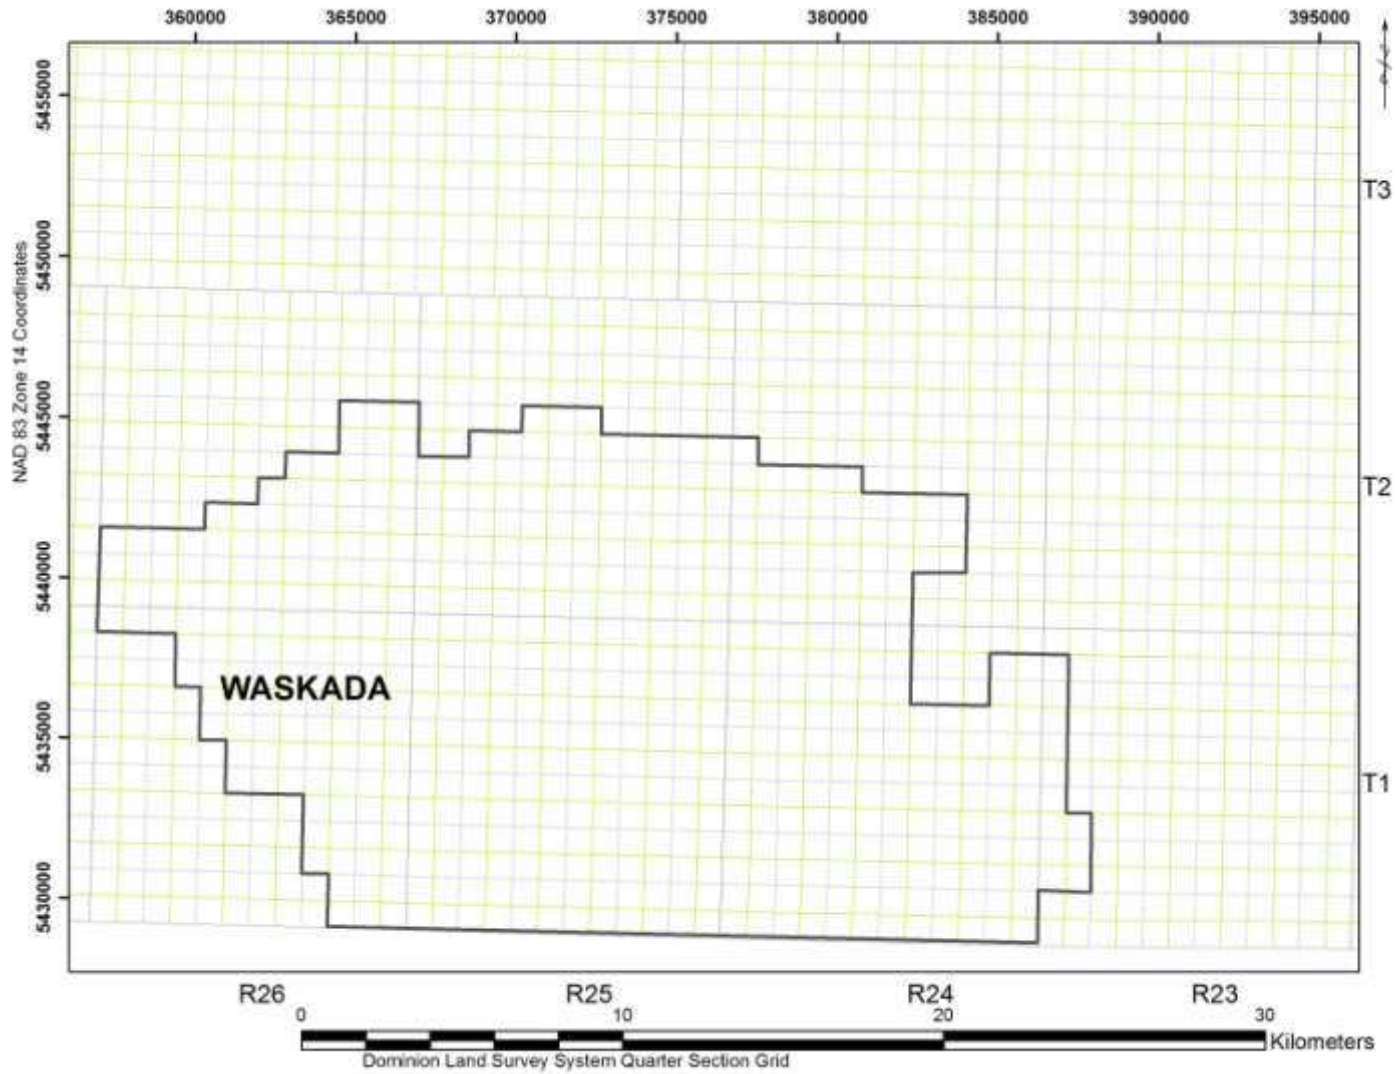 360000 365000 370000 375000 380000 385000 390000 395000
5455000
5450000
5445000
5440000
5435000
5430000
NAD 83 Zone 14 Coordinates
T3
T2
T1
WASKADA
R26 R25 R24 R23
0 10 20 30
Kilometers
Dominion Land Survey System Quarter Section Grid